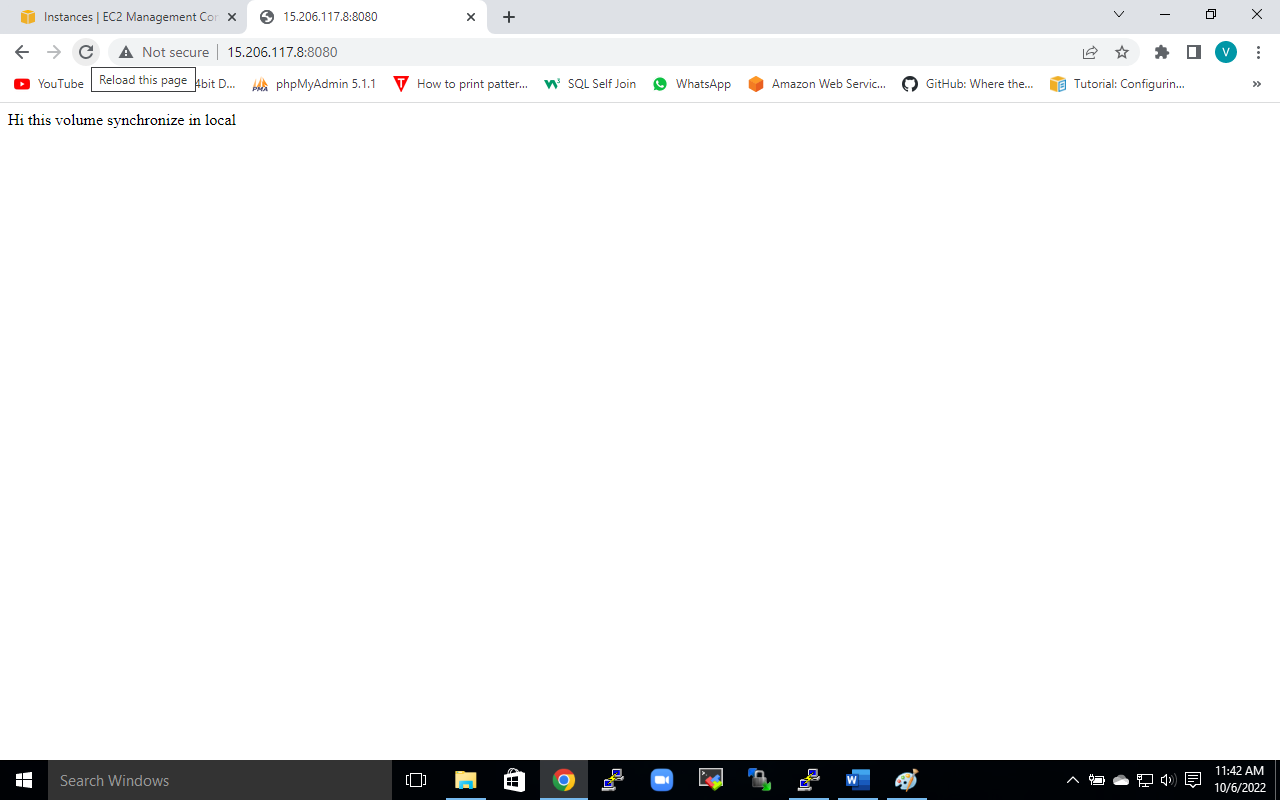 Instances | EC2 Management Con
15.206.117.8:8080
Not secure
15.206.117.8:8080
YouTube
Reload this page
4bit D...
phpMyAdmin 5.1.1
How to print patter...
SQL Self Join
WhatsApp
Amazon Web Servic...
GitHub: Where the...
Tutorial: Configurin...
V
Hi this volume synchronize in local
Search Windows
11:42 AM
10/6/2022